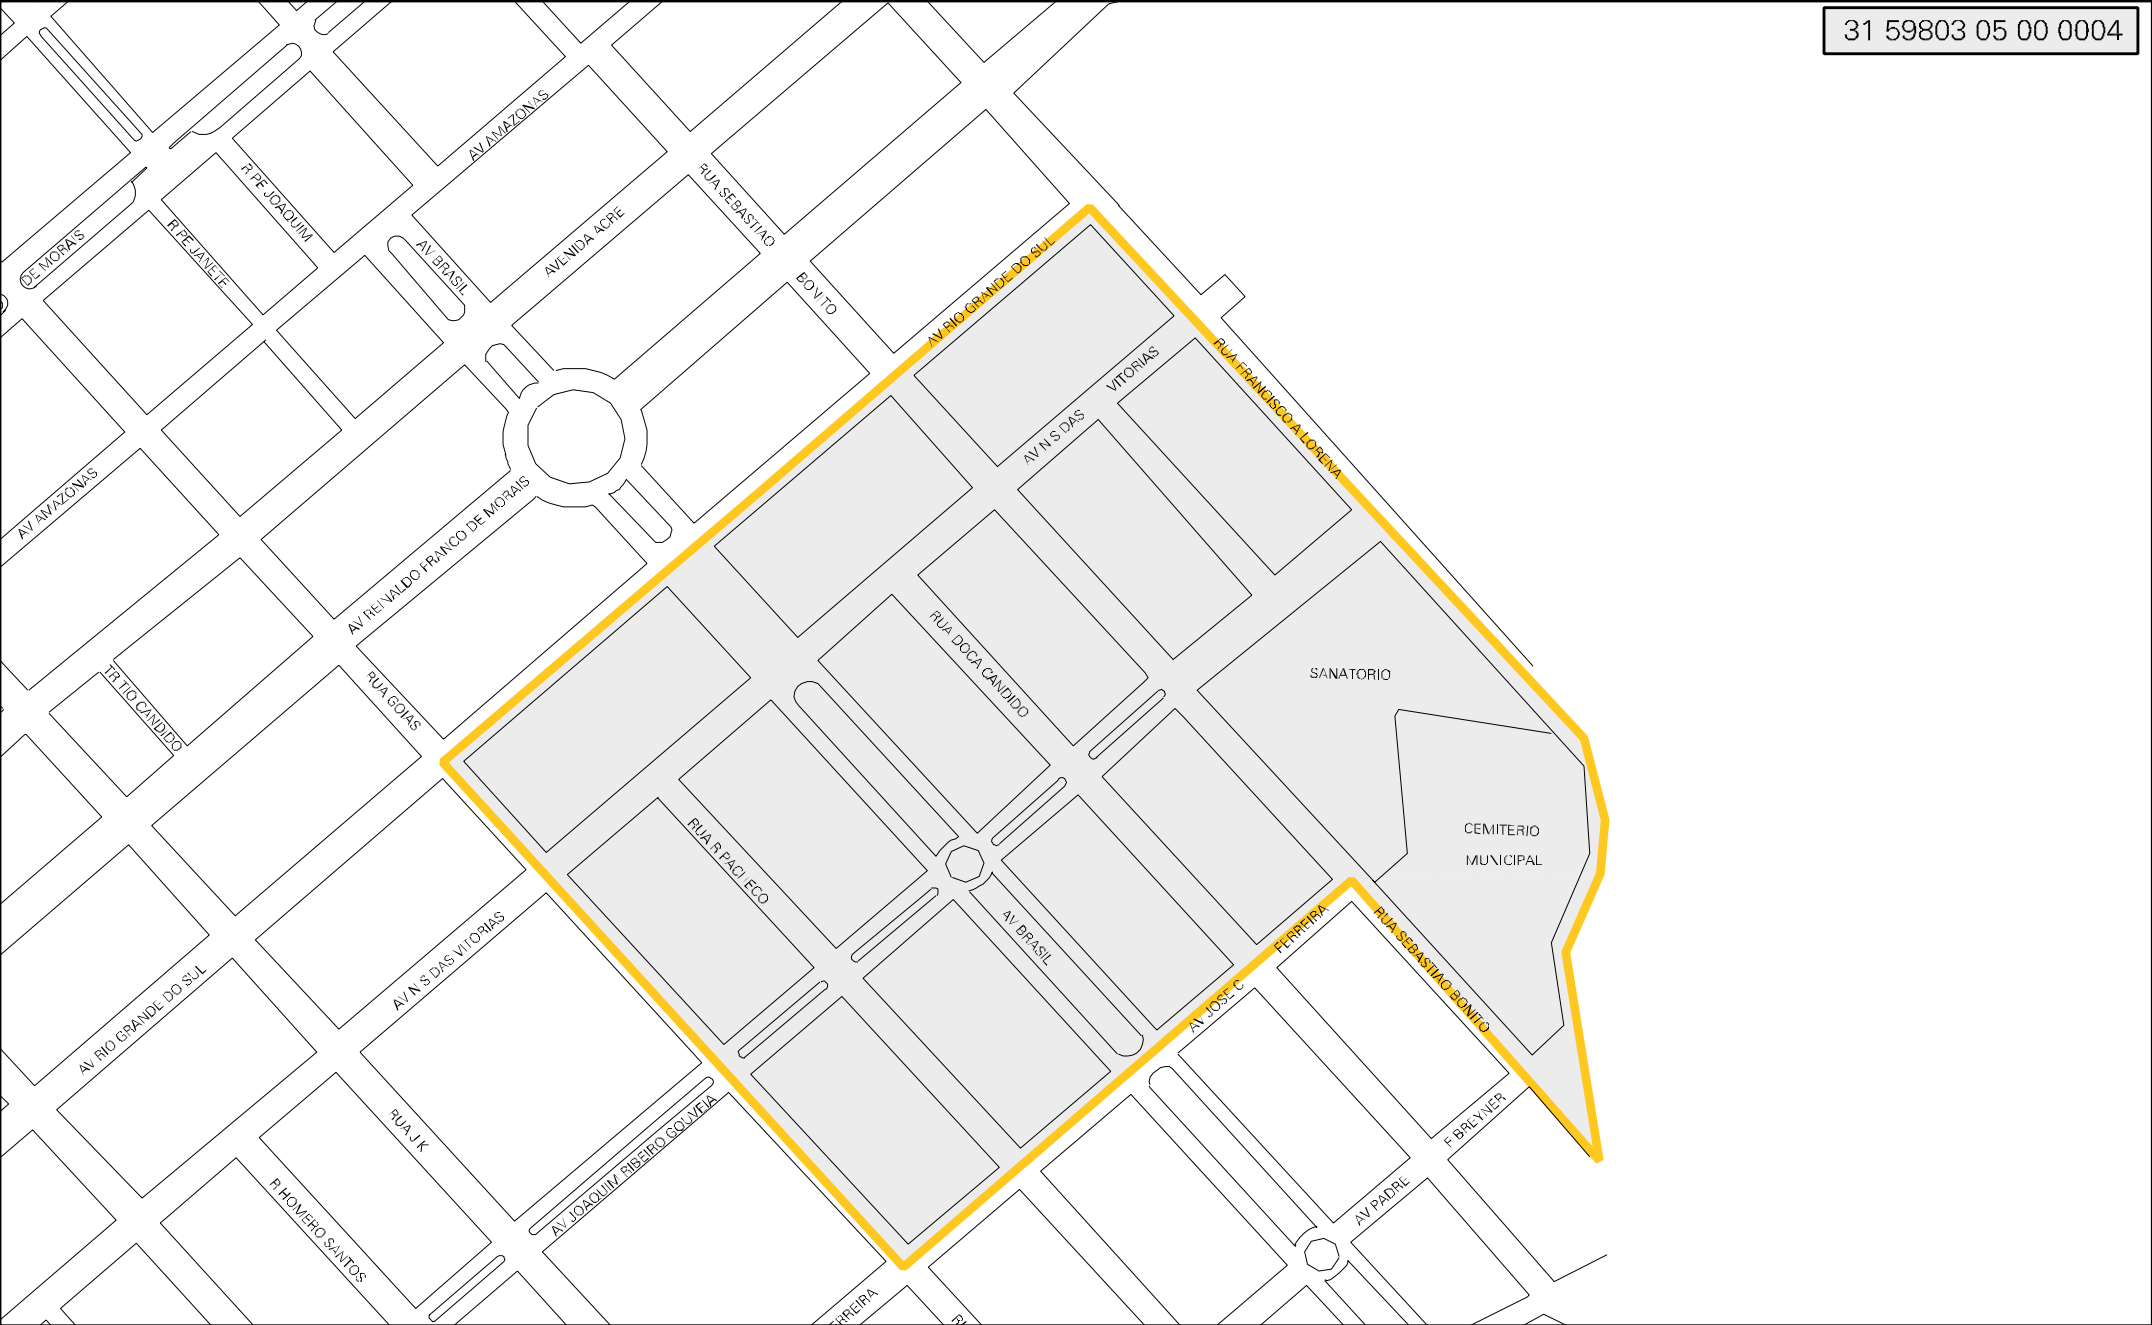 31 59803 05 00 0004
AV AMAZONAS
R PE JOAQUIM
RUA SEBASTIAO
R PE JANETE
DE MORAIS
AV BRASIL
AVENIDA ACRE
BONITO
AV RIO GRANDE DO SUL
VITORIAS
AV N S DAS
RUA FRANCISCO A LORENA
AV AMAZONAS
AV REINALDO FRANCO DE MORAIS
RUA DOCA CANDIDO
SANATORIO
TR TIO CANDIDO
RUA GOIAS
CEMITERIO
MUNICIPAL
RUA R PACHECO
AV BRASIL
FERREIRA
RUA SEBASTIAO BONITO
AV N S DAS VITORIAS
AV RIO GRANDE DO SUL
AV JOSE C
RUA J K
AV JOAQUIM RIBEIRO GOUVEIA
F BREYNER
R HOMERO SANTOS
AV PADRE
RREIRA